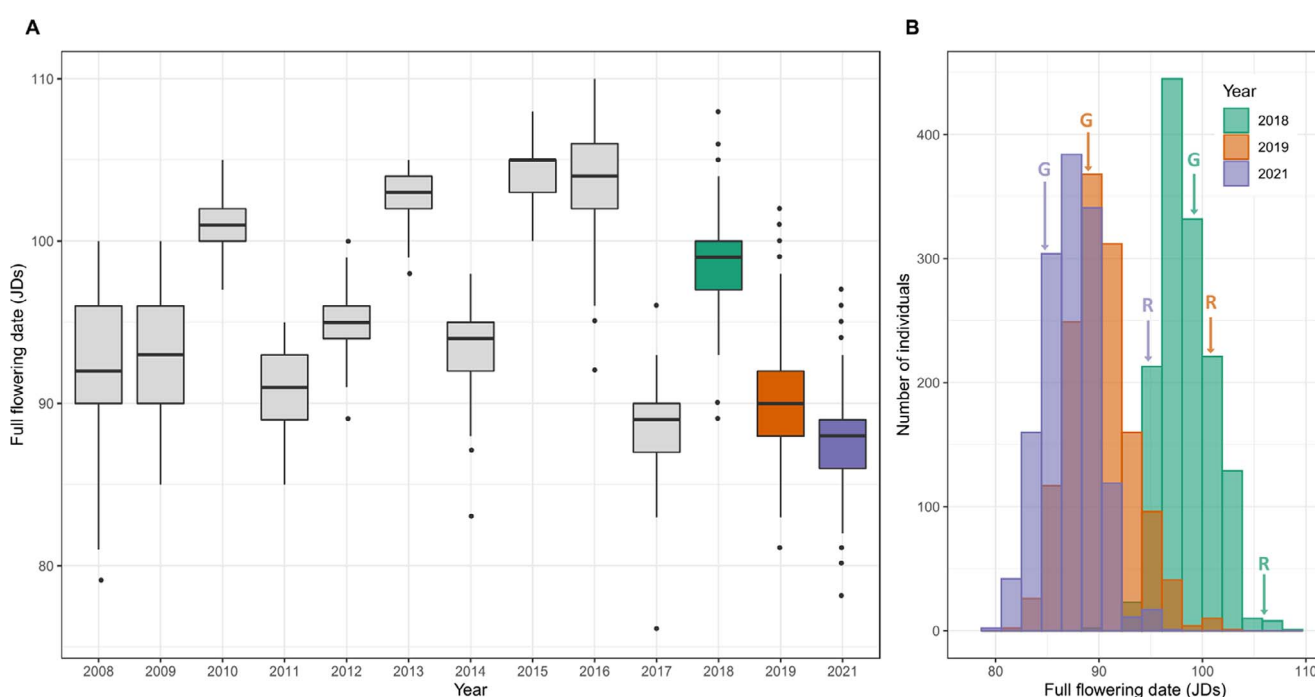 A
Full flowering date (JDs)
110
100
90
80
2008 2009 2010 2011 2012 2013 2014 2015 2016 2017 2018 2019 2021
Year
B
Number of individuals
400
300
200
100
0
Year
2018
2019
2021
G
G
G
R
R
R
80 90 100 110
Full flowering date (JDs)